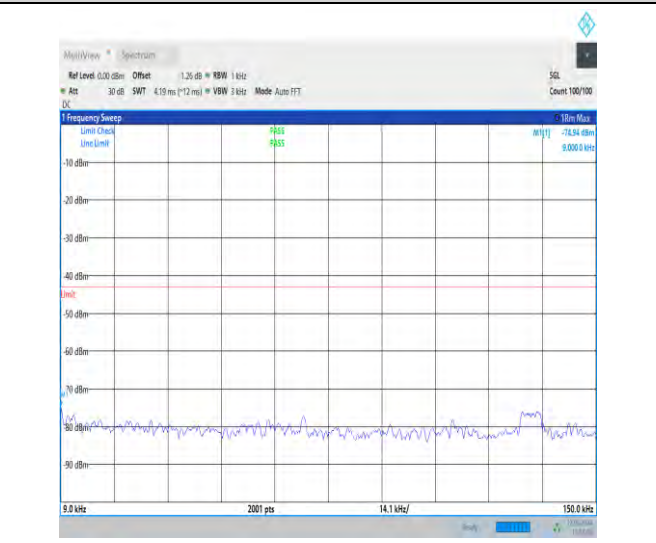 MultiView Spectrum
Ref Level 0.00 dBm Offset 1.26 dB RBW 1 kHz SGL
Att 30 dB SWT 4.19 ms (~12 ms) VBW 3 kHz Mode Auto FFT Count 100/100
DC
1 Frequency Sweep 1Rm Max
Limit Check PASS M1[1] -74.94 dBm
Line Limit PASS 9.000 0 kHz
-10 dBm
-20 dBm
-30 dBm
-40 dBm
Limit
-50 dBm
-60 dBm
-70 dBm
M1
-80 dBm
-90 dBm
9.0 kHz 2001 pts 14.1 kHz/ 150.0 kHz
Ready